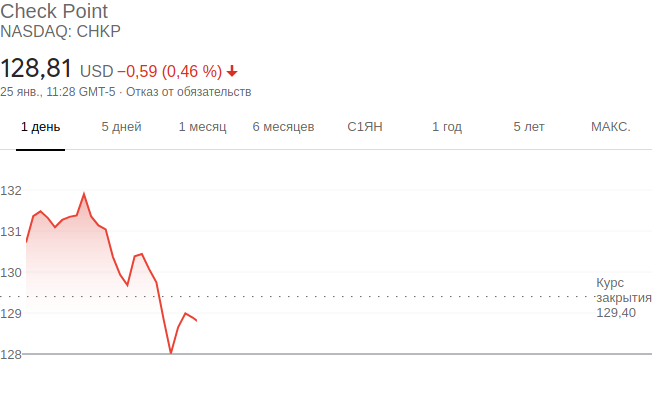 Check Point
NASDAQ: CHKP
128,81 USD −0,59 (0,46 %)
25 янв., 11:28 GMT-5 · Отказ от обязательств
1 день 5 дней 1 месяц 6 месяцев С1ЯН 1 год 5 лет МАКС.
132
131
130
Курс
закрытия
129,40
129
128